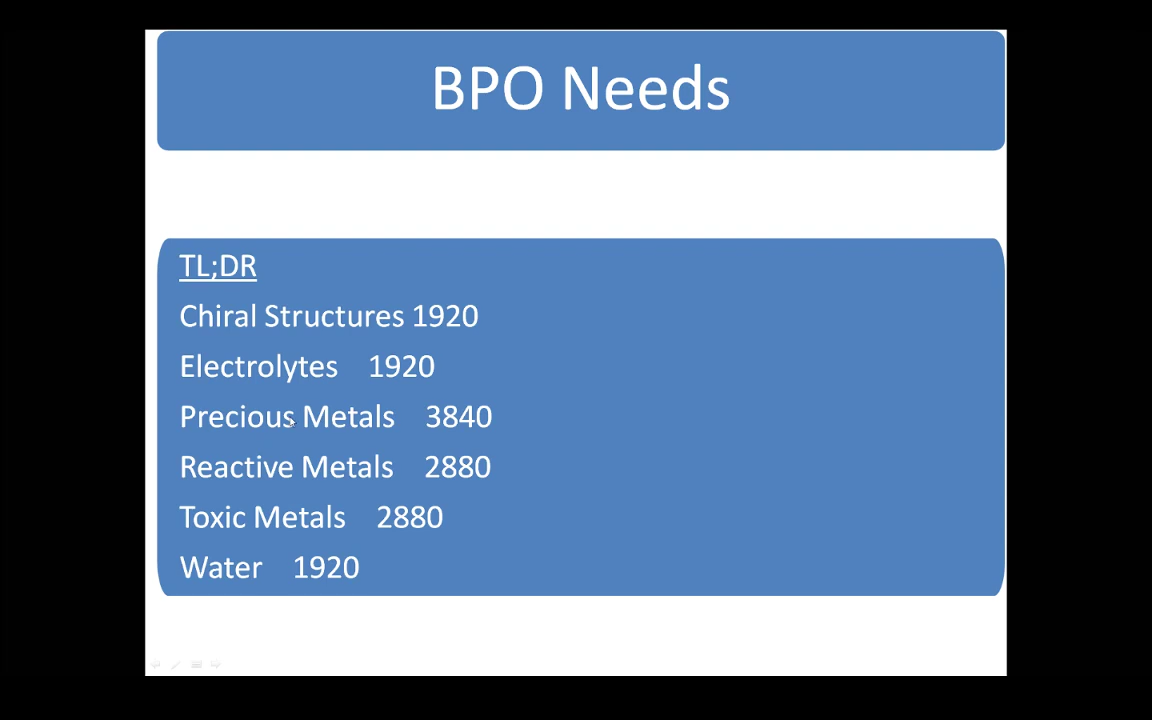 BPO Needs
TL;DR
Chiral Structures 1920
Electrolytes 1920
Precious Metals 3840
Reactive Metals 2880
Toxic Metals 2880
Water 1920